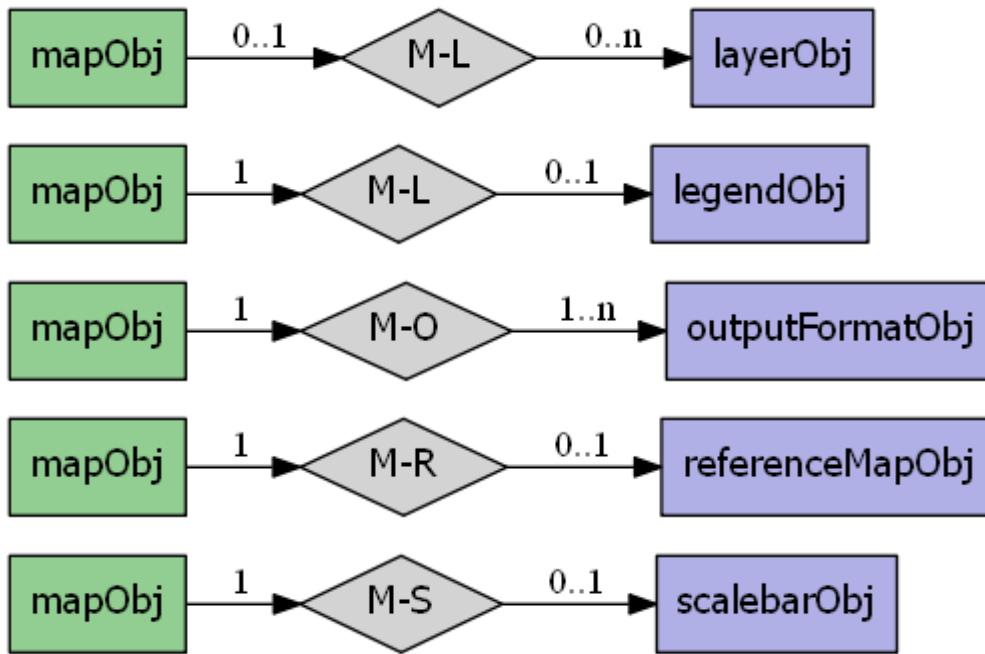 mapObj 0..1 M-L 0..n layerObj
mapObj 1 M-L 0..1 legendObj
mapObj 1 M-O 1..n outputFormatObj
mapObj 1 M-R 0..1 referenceMapObj
mapObj 1 M-S 0..1 scalebarObj